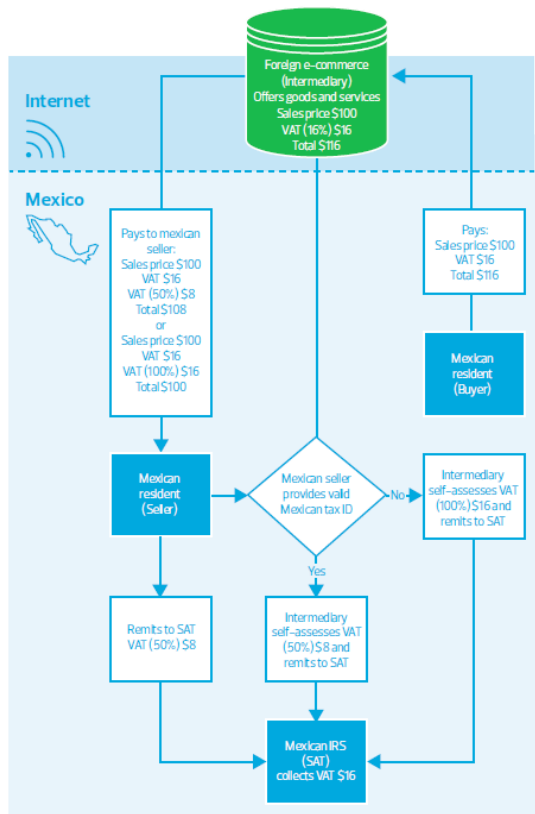 Foreign e-commerce
(Intermediary)
Offers goods and services
Sales price $100
VAT (16%) $16
Total $116
Internet
Mexico
Pays to mexican
seller:
Sales price $100
VAT $16
VAT (50%) $8
Total $108
or
Sales price $100
VAT $16
VAT (100%) $16
Total $100
Pays:
Sales price $100
VAT $16
Total $116
Mexican
resident
(Buyer)
Mexican
resident
(Seller)
Mexican seller
provides valid
Mexican tax ID
No
Intermediary
self-assesses VAT
(100%) $16 and
remits to SAT
Yes
Remits to SAT
VAT (50%) $8
Intermediary
self-assesses VAT
(50%) $8 and
remits to SAT
Mexican IRS
(SAT)
collects VAT $16